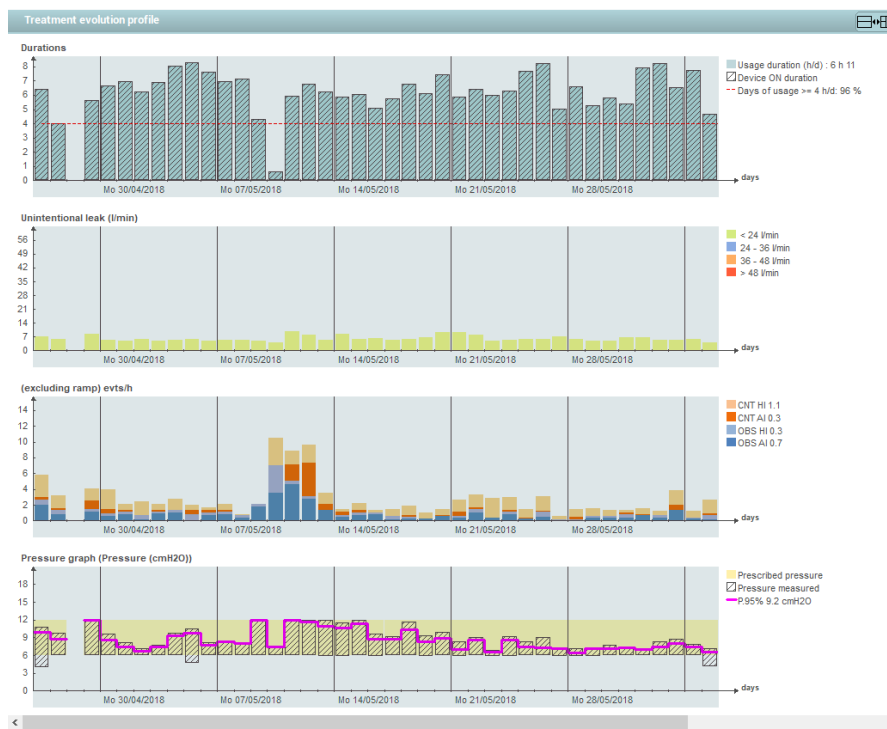 Treatment evolution profile
Durations
8
7
6
5
4
3
2
1
0
Mo 30/04/2018
Mo 07/05/2018
Mo 14/05/2018
Mo 21/05/2018
Mo 28/05/2018
days
Usage duration (h/d) : 6 h 11
Device ON duration
Days of usage >= 4 h/d: 96 %
Unintentional leak (l/min)
56
49
42
35
28
21
14
7
0
Mo 30/04/2018
Mo 07/05/2018
Mo 14/05/2018
Mo 21/05/2018
Mo 28/05/2018
days
< 24 l/min
24 - 36 l/min
36 - 48 l/min
> 48 l/min
(excluding ramp) evts/h
14
12
10
8
6
4
2
0
Mo 30/04/2018
Mo 07/05/2018
Mo 14/05/2018
Mo 21/05/2018
Mo 28/05/2018
days
CNT HI 1.1
CNT AI 0.3
OBS HI 0.3
OBS AI 0.7
Pressure graph (Pressure (cmH2O))
18
15
12
9
6
3
0
Mo 30/04/2018
Mo 07/05/2018
Mo 14/05/2018
Mo 21/05/2018
Mo 28/05/2018
days
Prescribed pressure
Pressure measured
P.95% 9.2 cmH2O